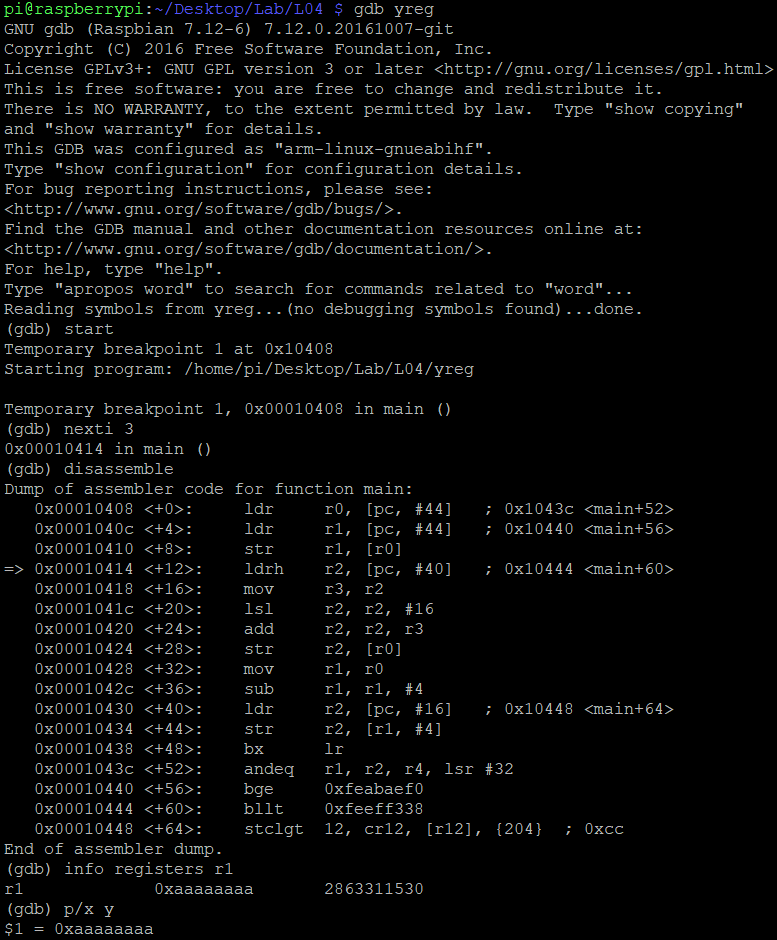 pi@raspberrypi:~/Desktop/Lab/L04 $ gdb yreg
GNU gdb (Raspbian 7.12-6) 7.12.0.20161007-git
Copyright (C) 2016 Free Software Foundation, Inc.
License GPLv3+: GNU GPL version 3 or later <http://gnu.org/licenses/gpl.html>
This is free software: you are free to change and redistribute it.
There is NO WARRANTY, to the extent permitted by law.  Type "show copying"
and "show warranty" for details.
This GDB was configured as "arm-linux-gnueabihf".
Type "show configuration" for configuration details.
For bug reporting instructions, please see:
<http://www.gnu.org/software/gdb/bugs/>.
Find the GDB manual and other documentation resources online at:
<http://www.gnu.org/software/gdb/documentation/>.
For help, type "help".
Type "apropos word" to search for commands related to "word"...
Reading symbols from yreg...(no debugging symbols found)...done.
(gdb) start
Temporary breakpoint 1 at 0x10408
Starting program: /home/pi/Desktop/Lab/L04/yreg

Temporary breakpoint 1, 0x00010408 in main ()
(gdb) nexti 3
0x00010414 in main ()
(gdb) disassemble
Dump of assembler code for function main:
   0x00010408 <+0>:     ldr     r0, [pc, #44]   ; 0x1043c <main+52>
   0x0001040c <+4>:     ldr     r1, [pc, #44]   ; 0x10440 <main+56>
   0x00010410 <+8>:     str     r1, [r0]
=> 0x00010414 <+12>:    ldrh    r2, [pc, #40]   ; 0x10444 <main+60>
   0x00010418 <+16>:    mov     r3, r2
   0x0001041c <+20>:    lsl     r2, r2, #16
   0x00010420 <+24>:    add     r2, r2, r3
   0x00010424 <+28>:    str     r2, [r0]
   0x00010428 <+32>:    mov     r1, r0
   0x0001042c <+36>:    sub     r1, r1, #4
   0x00010430 <+40>:    ldr     r2, [pc, #16]   ; 0x10448 <main+64>
   0x00010434 <+44>:    str     r2, [r1, #4]
   0x00010438 <+48>:    bx      lr
   0x0001043c <+52>:    andeq   r1, r2, r4, lsr #32
   0x00010440 <+56>:    bge     0xfeabaef0
   0x00010444 <+60>:    bllt    0xfeeff338
   0x00010448 <+64>:    stclgt  12, cr12, [r12], {204}  ; 0xcc
End of assembler dump.
(gdb) info registers r1
r1             0xaaaaaaaa       2863311530
(gdb) p/x y
$1 = 0xaaaaaaaa